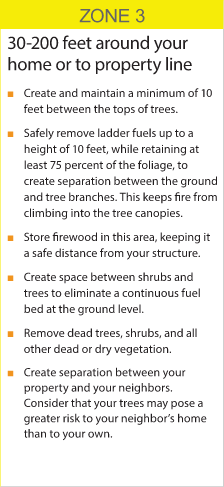 ZONE 3
30-200 feet around your
home or to property line
■ Create and maintain a minimum of 10
feet between the tops of trees.
■ Safely remove ladder fuels up to a
height of 10 feet, while retaining at
least 75 percent of the foliage, to
create separation between the ground
and tree branches. This keeps fire from
climbing into the tree canopies.
■ Store firewood in this area, keeping it
a safe distance from your structure.
■ Create space between shrubs and
trees to eliminate a continuous fuel
bed at the ground level.
■ Remove dead trees, shrubs, and all
other dead or dry vegetation.
■ Create separation between your
property and your neighbors.
Consider that your trees may pose a
greater risk to your neighbor's home
than to your own.